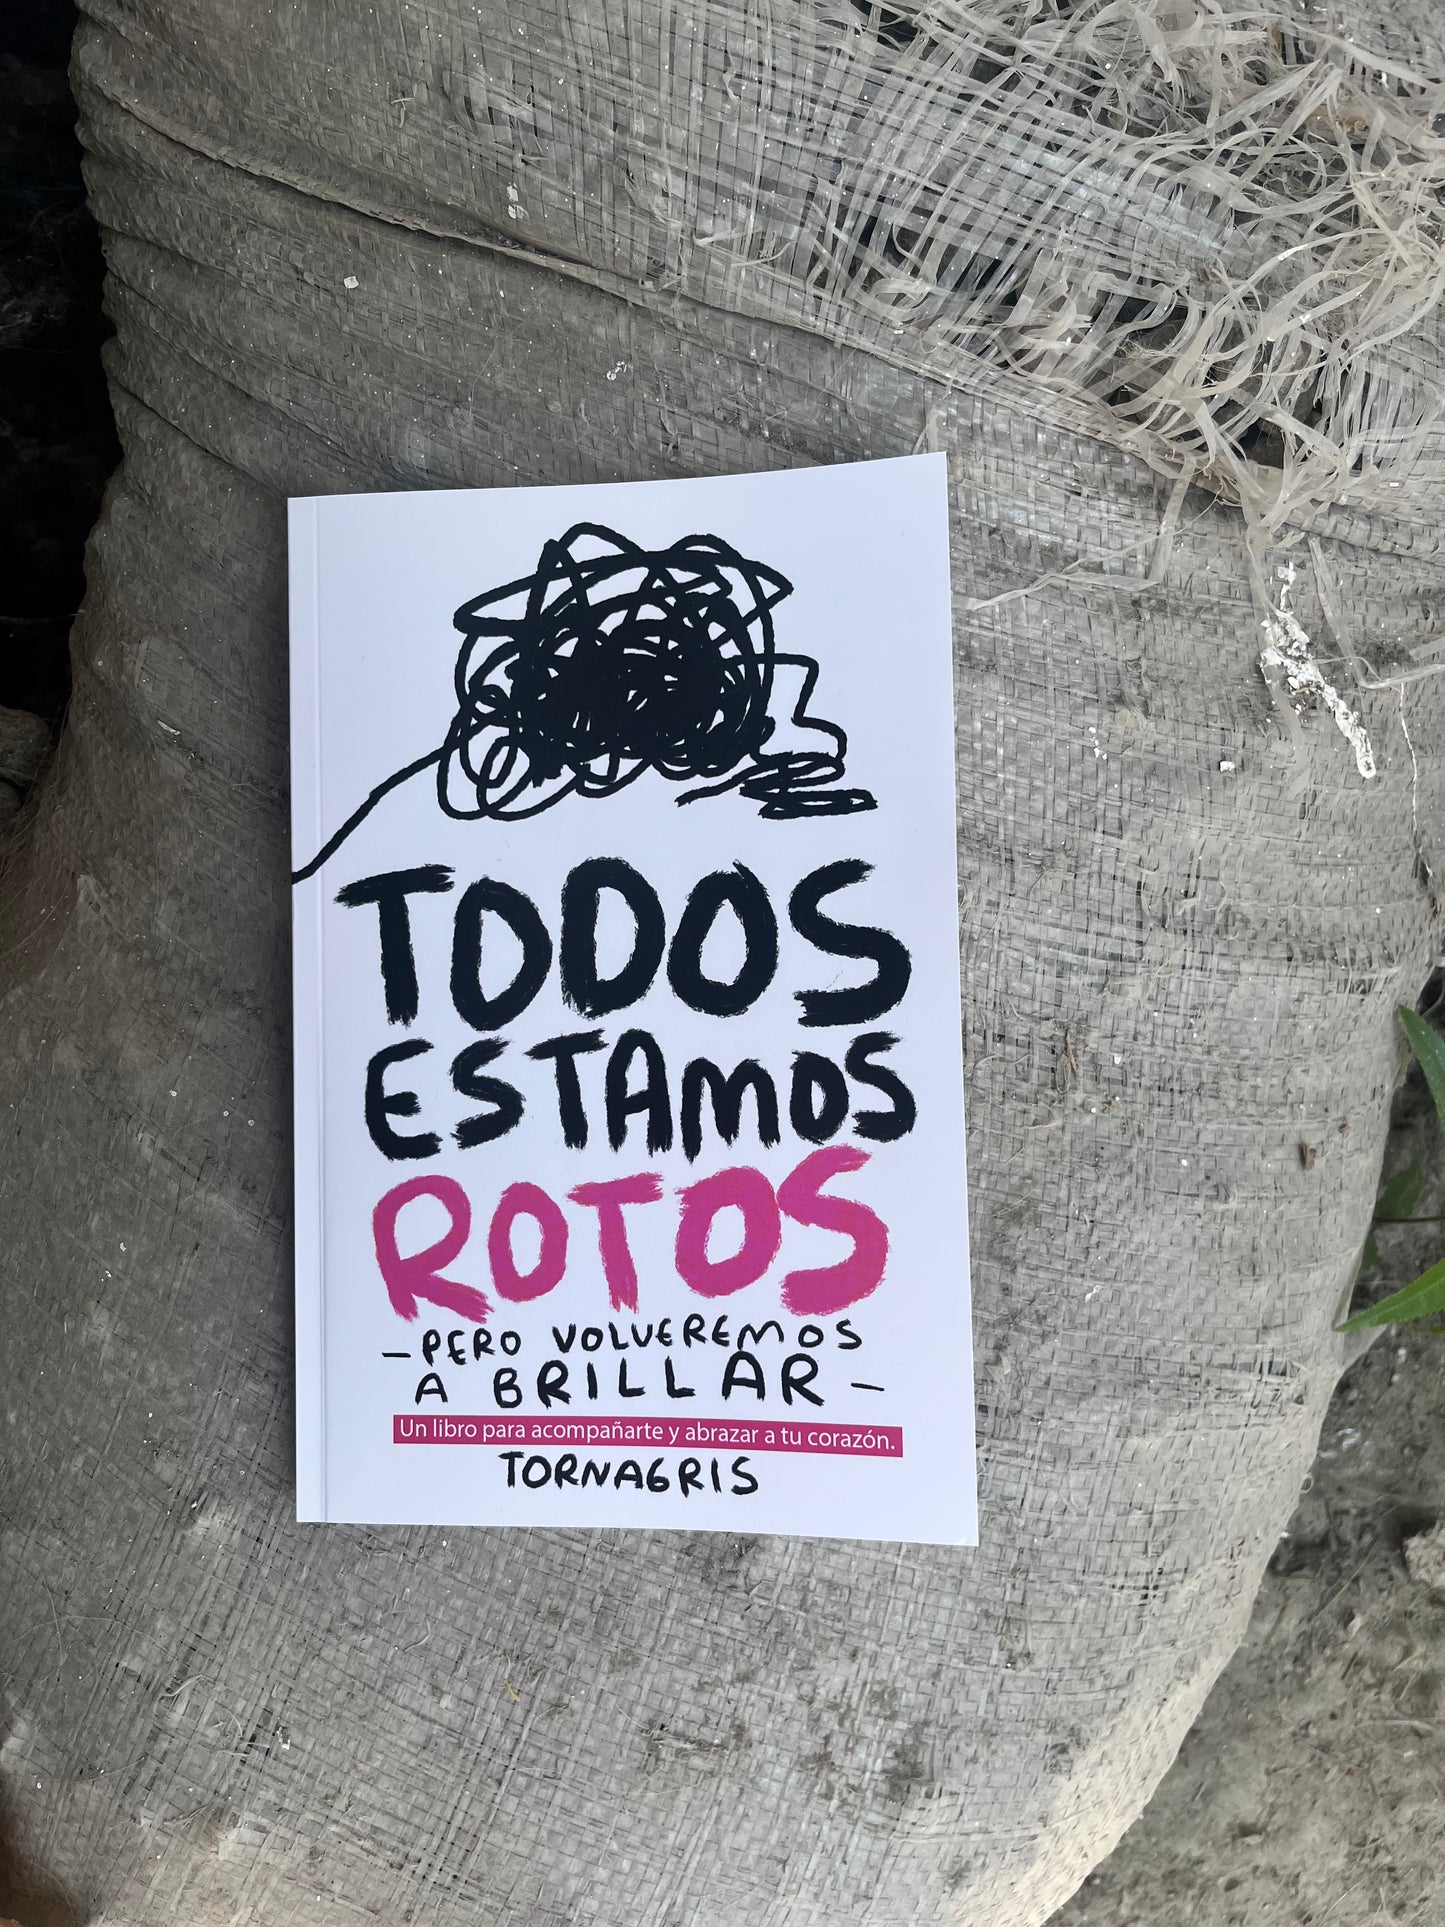 TODOS
ESTAMOS
ROTOS
— PERO VOLVEREMOS
A BRILLAR —
Un libro para acompañarte y abrazar a tu corazón.
TORNAGRIS